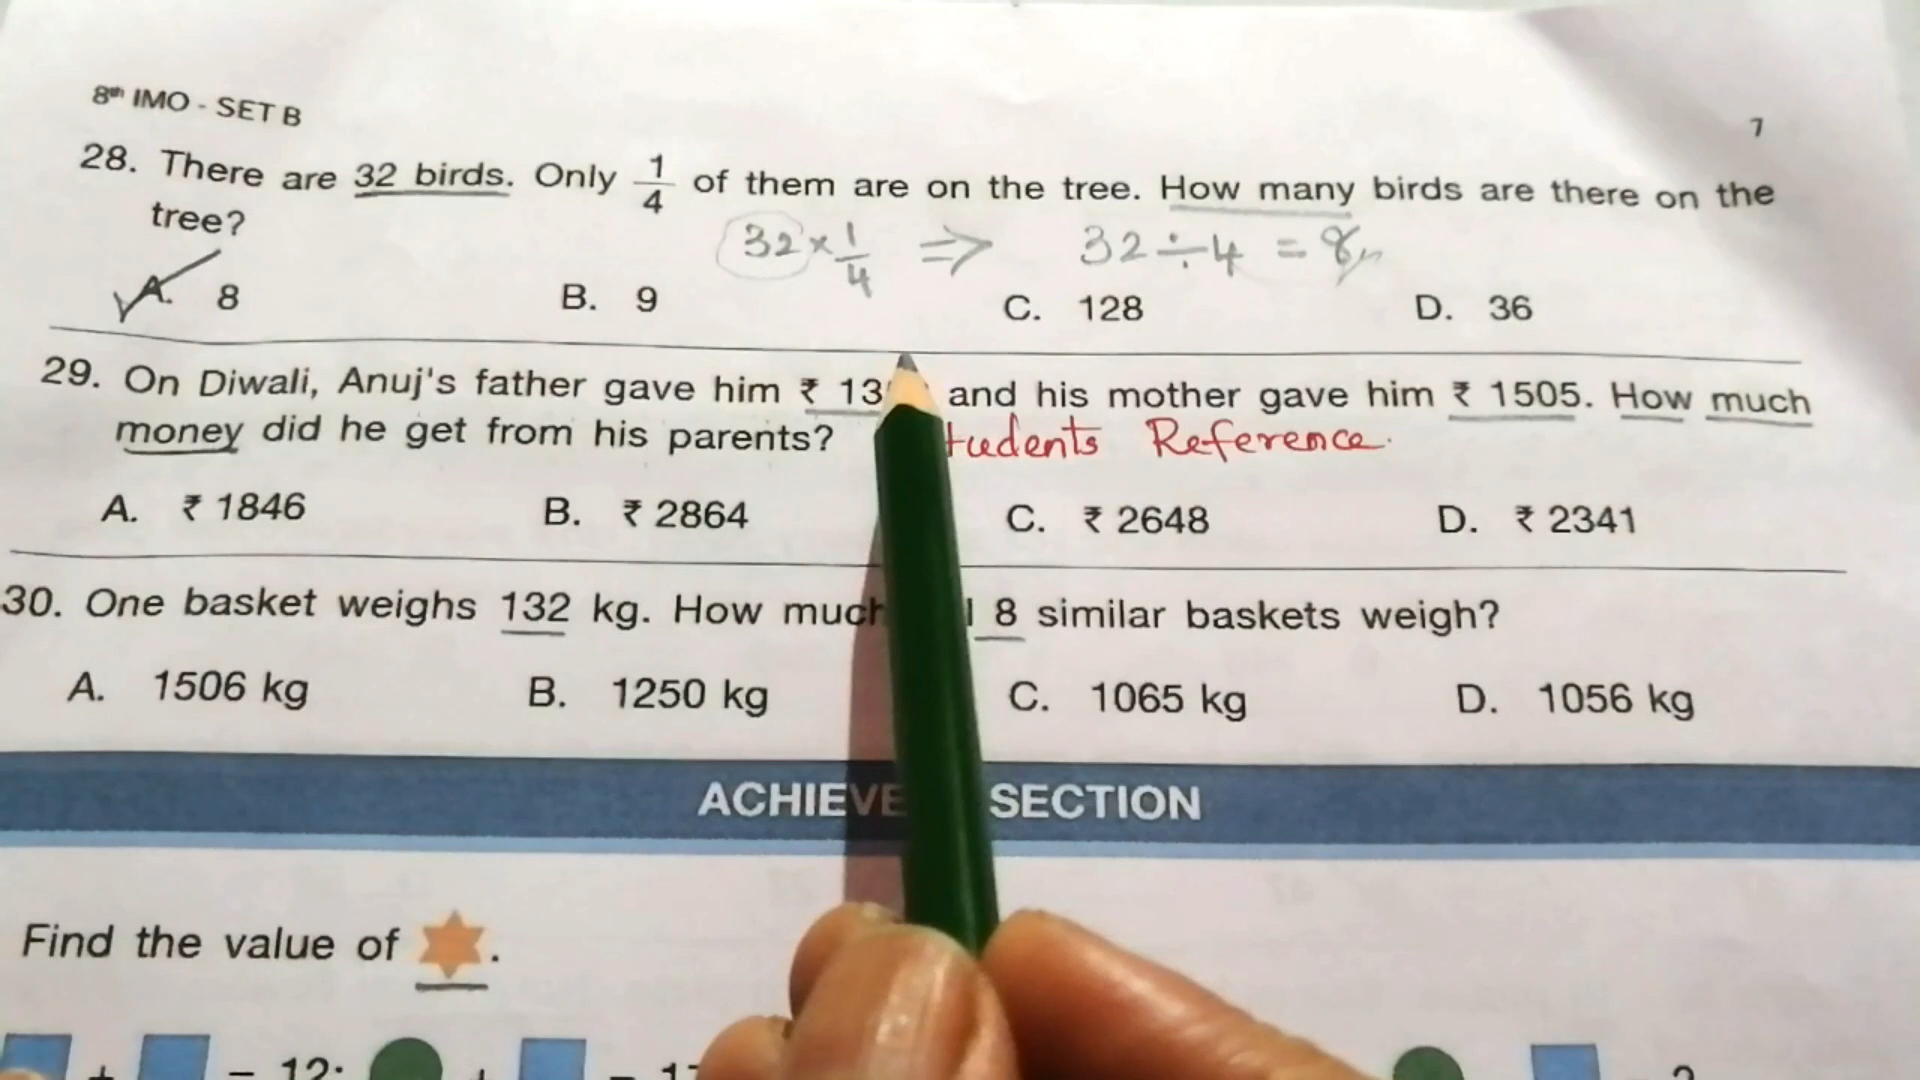 8th IMO - SET B
7
28. There are 32 birds. Only 1/4 of them are on the tree. How many birds are there on the
tree?
32 × 1/4 ⇒ 32 ÷ 4 = 8
A. 8 B. 9 C. 128 D. 36
29. On Diwali, Anuj's father gave him ₹ and his mother gave him ₹ 1505. How much
money did he get from his parents?
Reference.
A. ₹ 1846 B. ₹ 2864 C. ₹ 2648 D. ₹ 2341
30. One basket weighs 132 kg. How much 8 similar baskets weigh?
A. 1506 kg B. 1250 kg C. 1065 kg D. 1056 kg
SECTION
Find the value of .
+ = 12; +